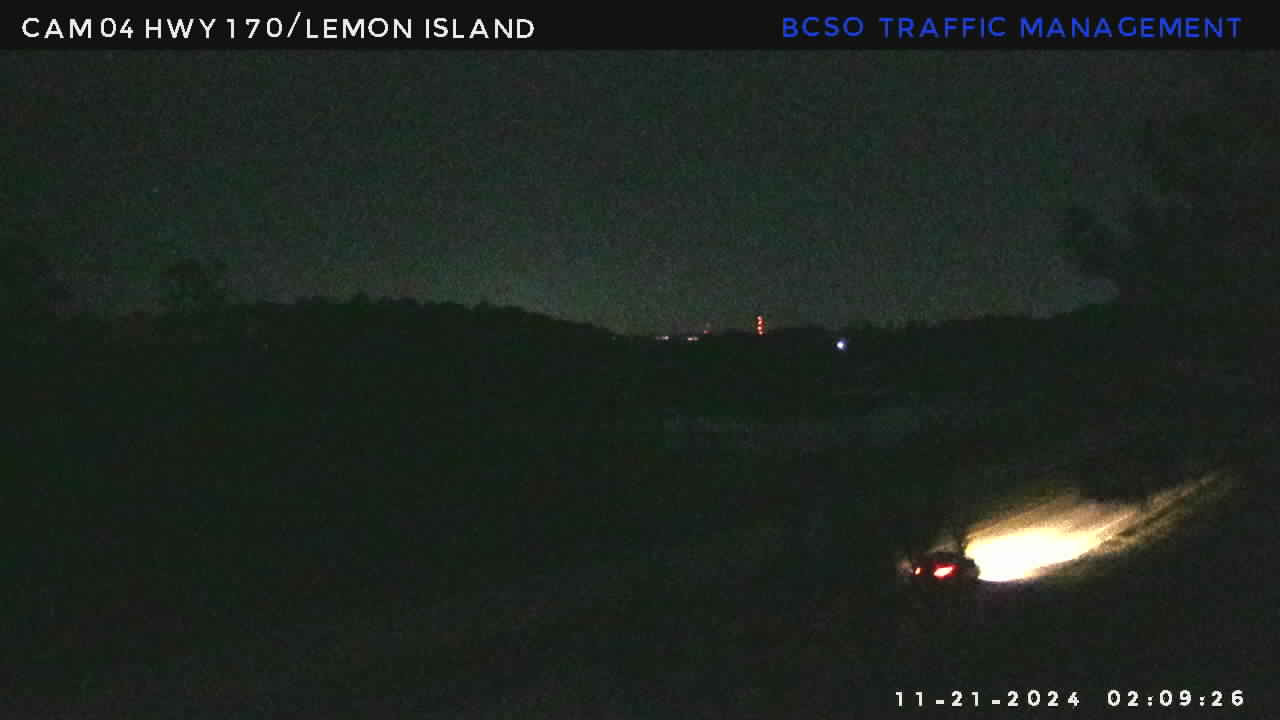 CAM04 HWY 170/LEMON ISLAND
BCSO TRAFFIC MANAGEMENT
11-21-2024 02:09:26